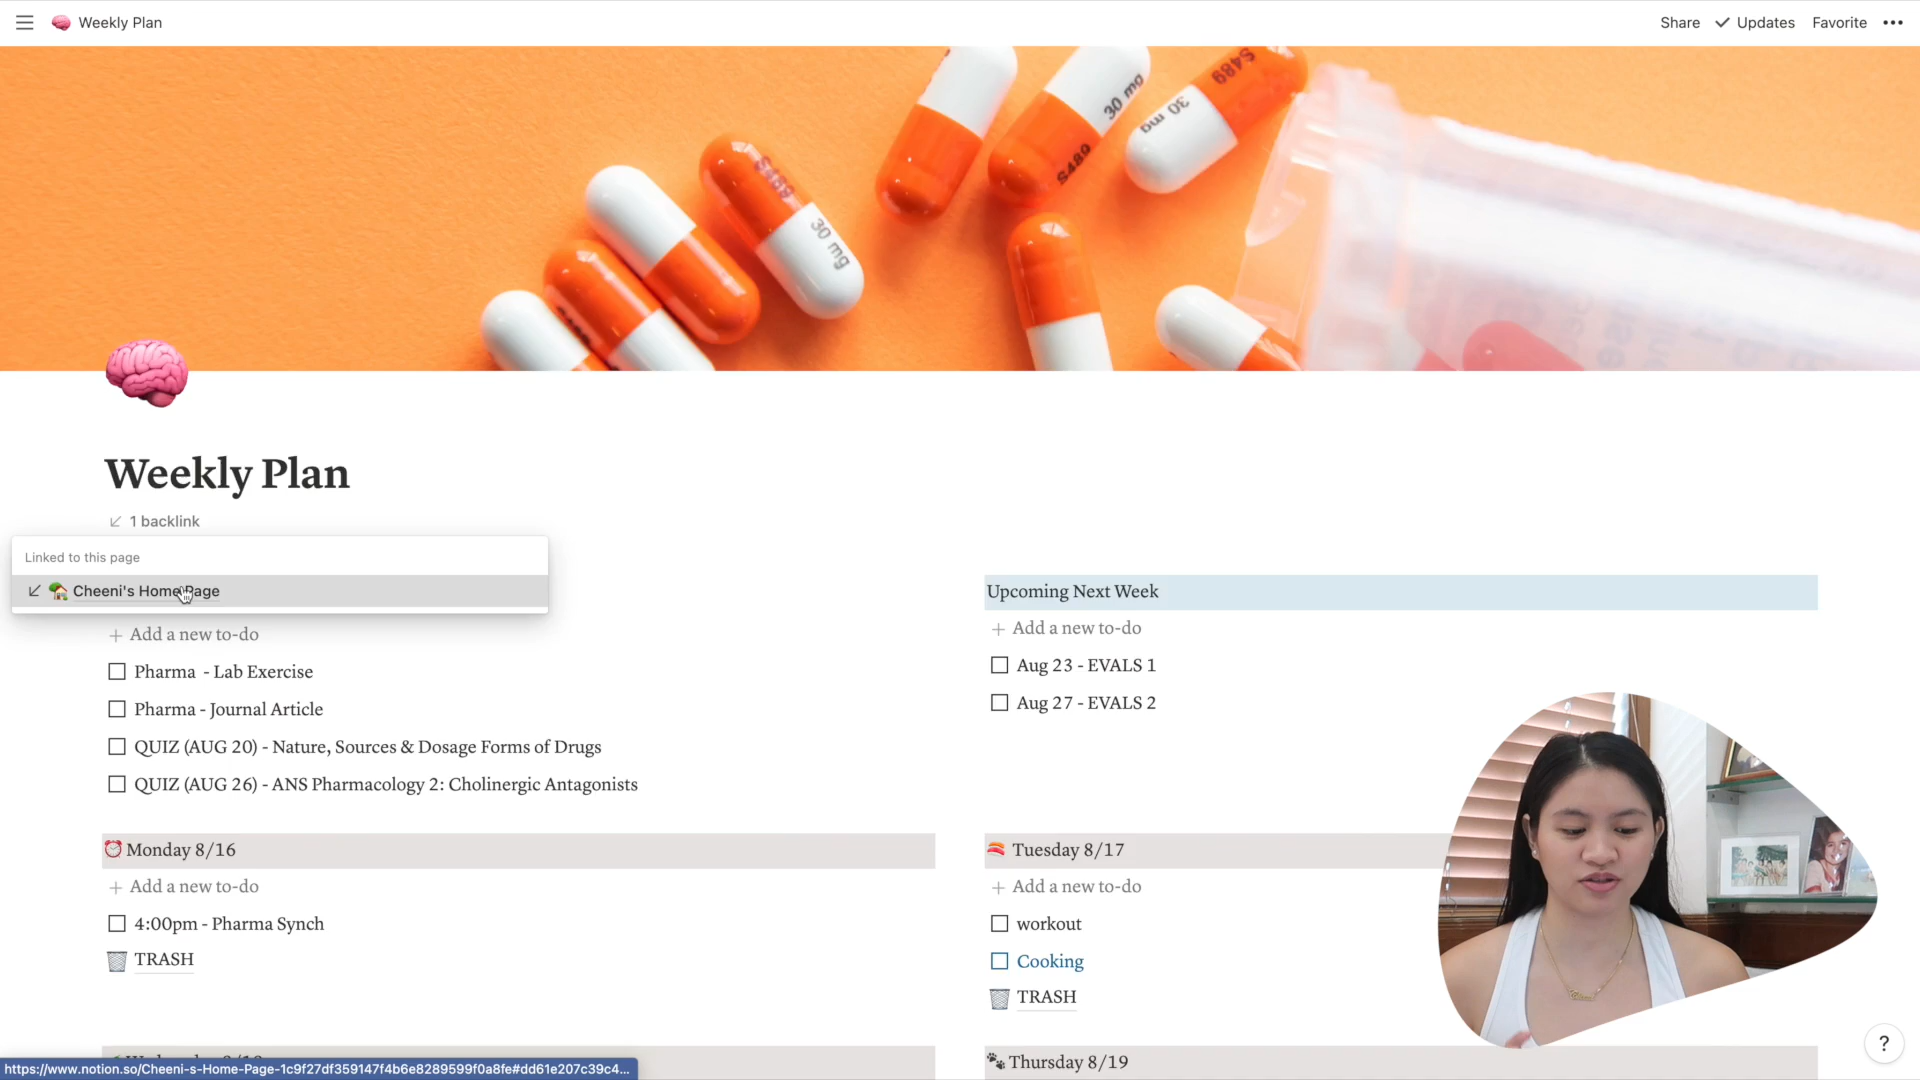 Weekly Plan
Share
Updates
Favorite
30 mg
S489
30 mg
S489
30 mg
S489
Weekly Plan
1 backlink
Linked to this page
Cheeni's Home Page
Upcoming Next Week
Add a new to-do
Add a new to-do
Pharma - Lab Exercise
Aug 23 - EVALS 1
Pharma - Journal Article
Aug 27 - EVALS 2
QUIZ (AUG 20) - Nature, Sources & Dosage Forms of Drugs
QUIZ (AUG 26) - ANS Pharmacology 2: Cholinergic Antagonists
Monday 8/16
Tuesday 8/17
Add a new to-do
Add a new to-do
4:00pm - Pharma Synch
workout
TRASH
Cooking
TRASH
Thursday 8/19
https://www.notion.so/Cheeni-s-Home-Page-1c9f27df359147f4b6e8289599f0a8fe#dd61e207c39c4...
?